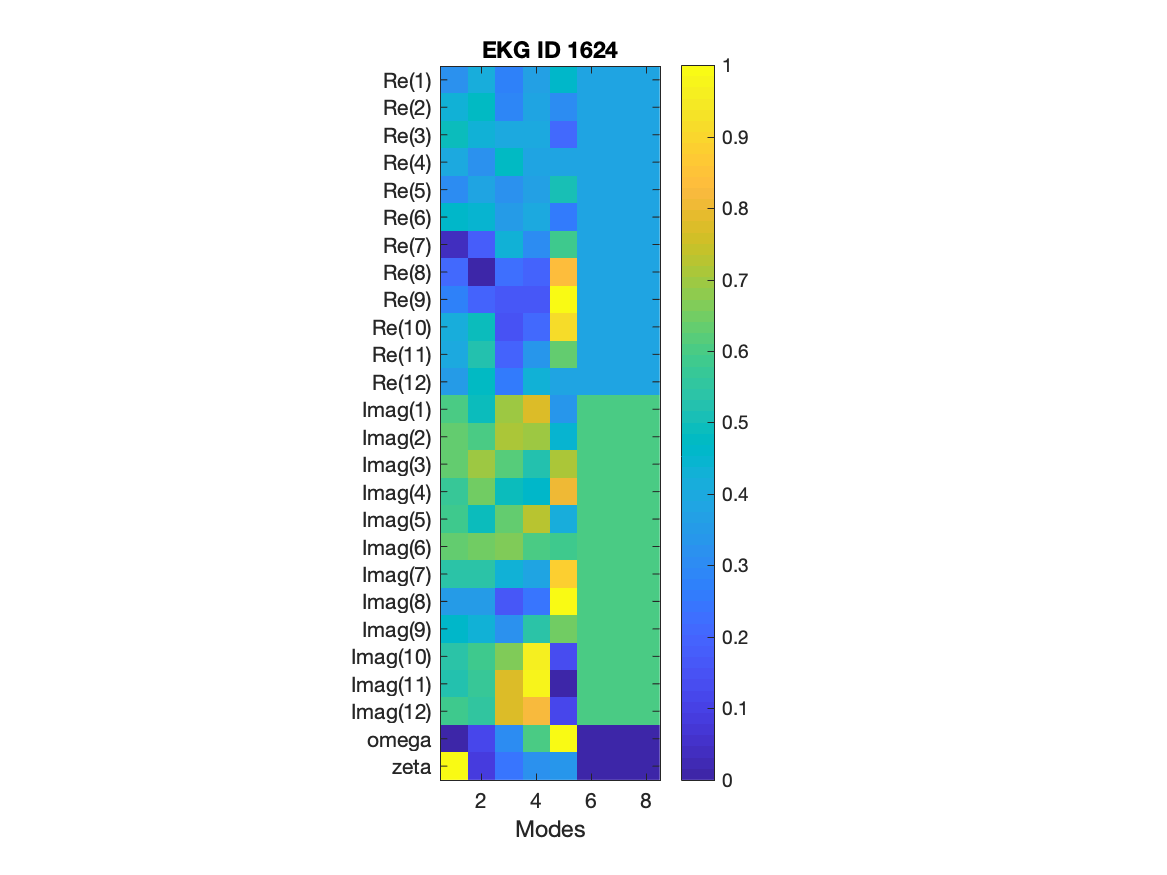 EKG ID 1624
Re(1)
Re(2)
Re(3)
Re(4)
Re(5)
Re(6)
Re(7)
Re(8)
Re(9)
Re(10)
Re(11)
Re(12)
Imag(1)
Imag(2)
Imag(3)
Imag(4)
Imag(5)
Imag(6)
Imag(7)
Imag(8)
Imag(9)
Imag(10)
Imag(11)
Imag(12)
omega
zeta
2 4 6 8
Modes
1
0.9
0.8
0.7
0.6
0.5
0.4
0.3
0.2
0.1
0